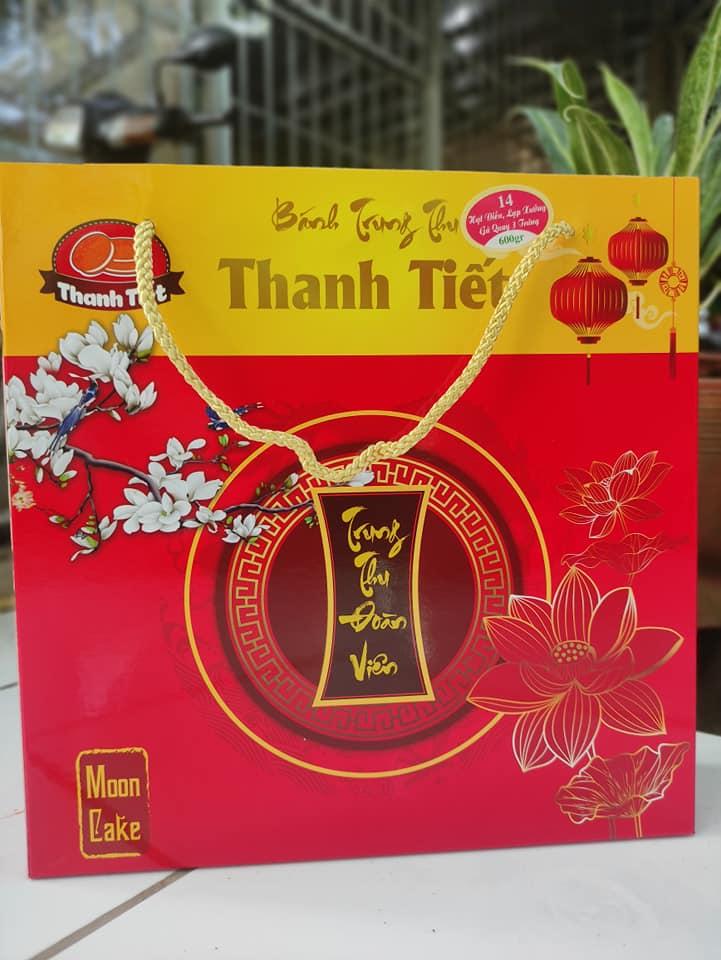 Thanh Tiết
Bánh Trung Thu
Thanh Tiết
14
Hạt Điều, Lạp Xưởng
Gà Quay 3 Trứng
600gr
Trung
Thu
Đoàn
Viên
Moon
Cake